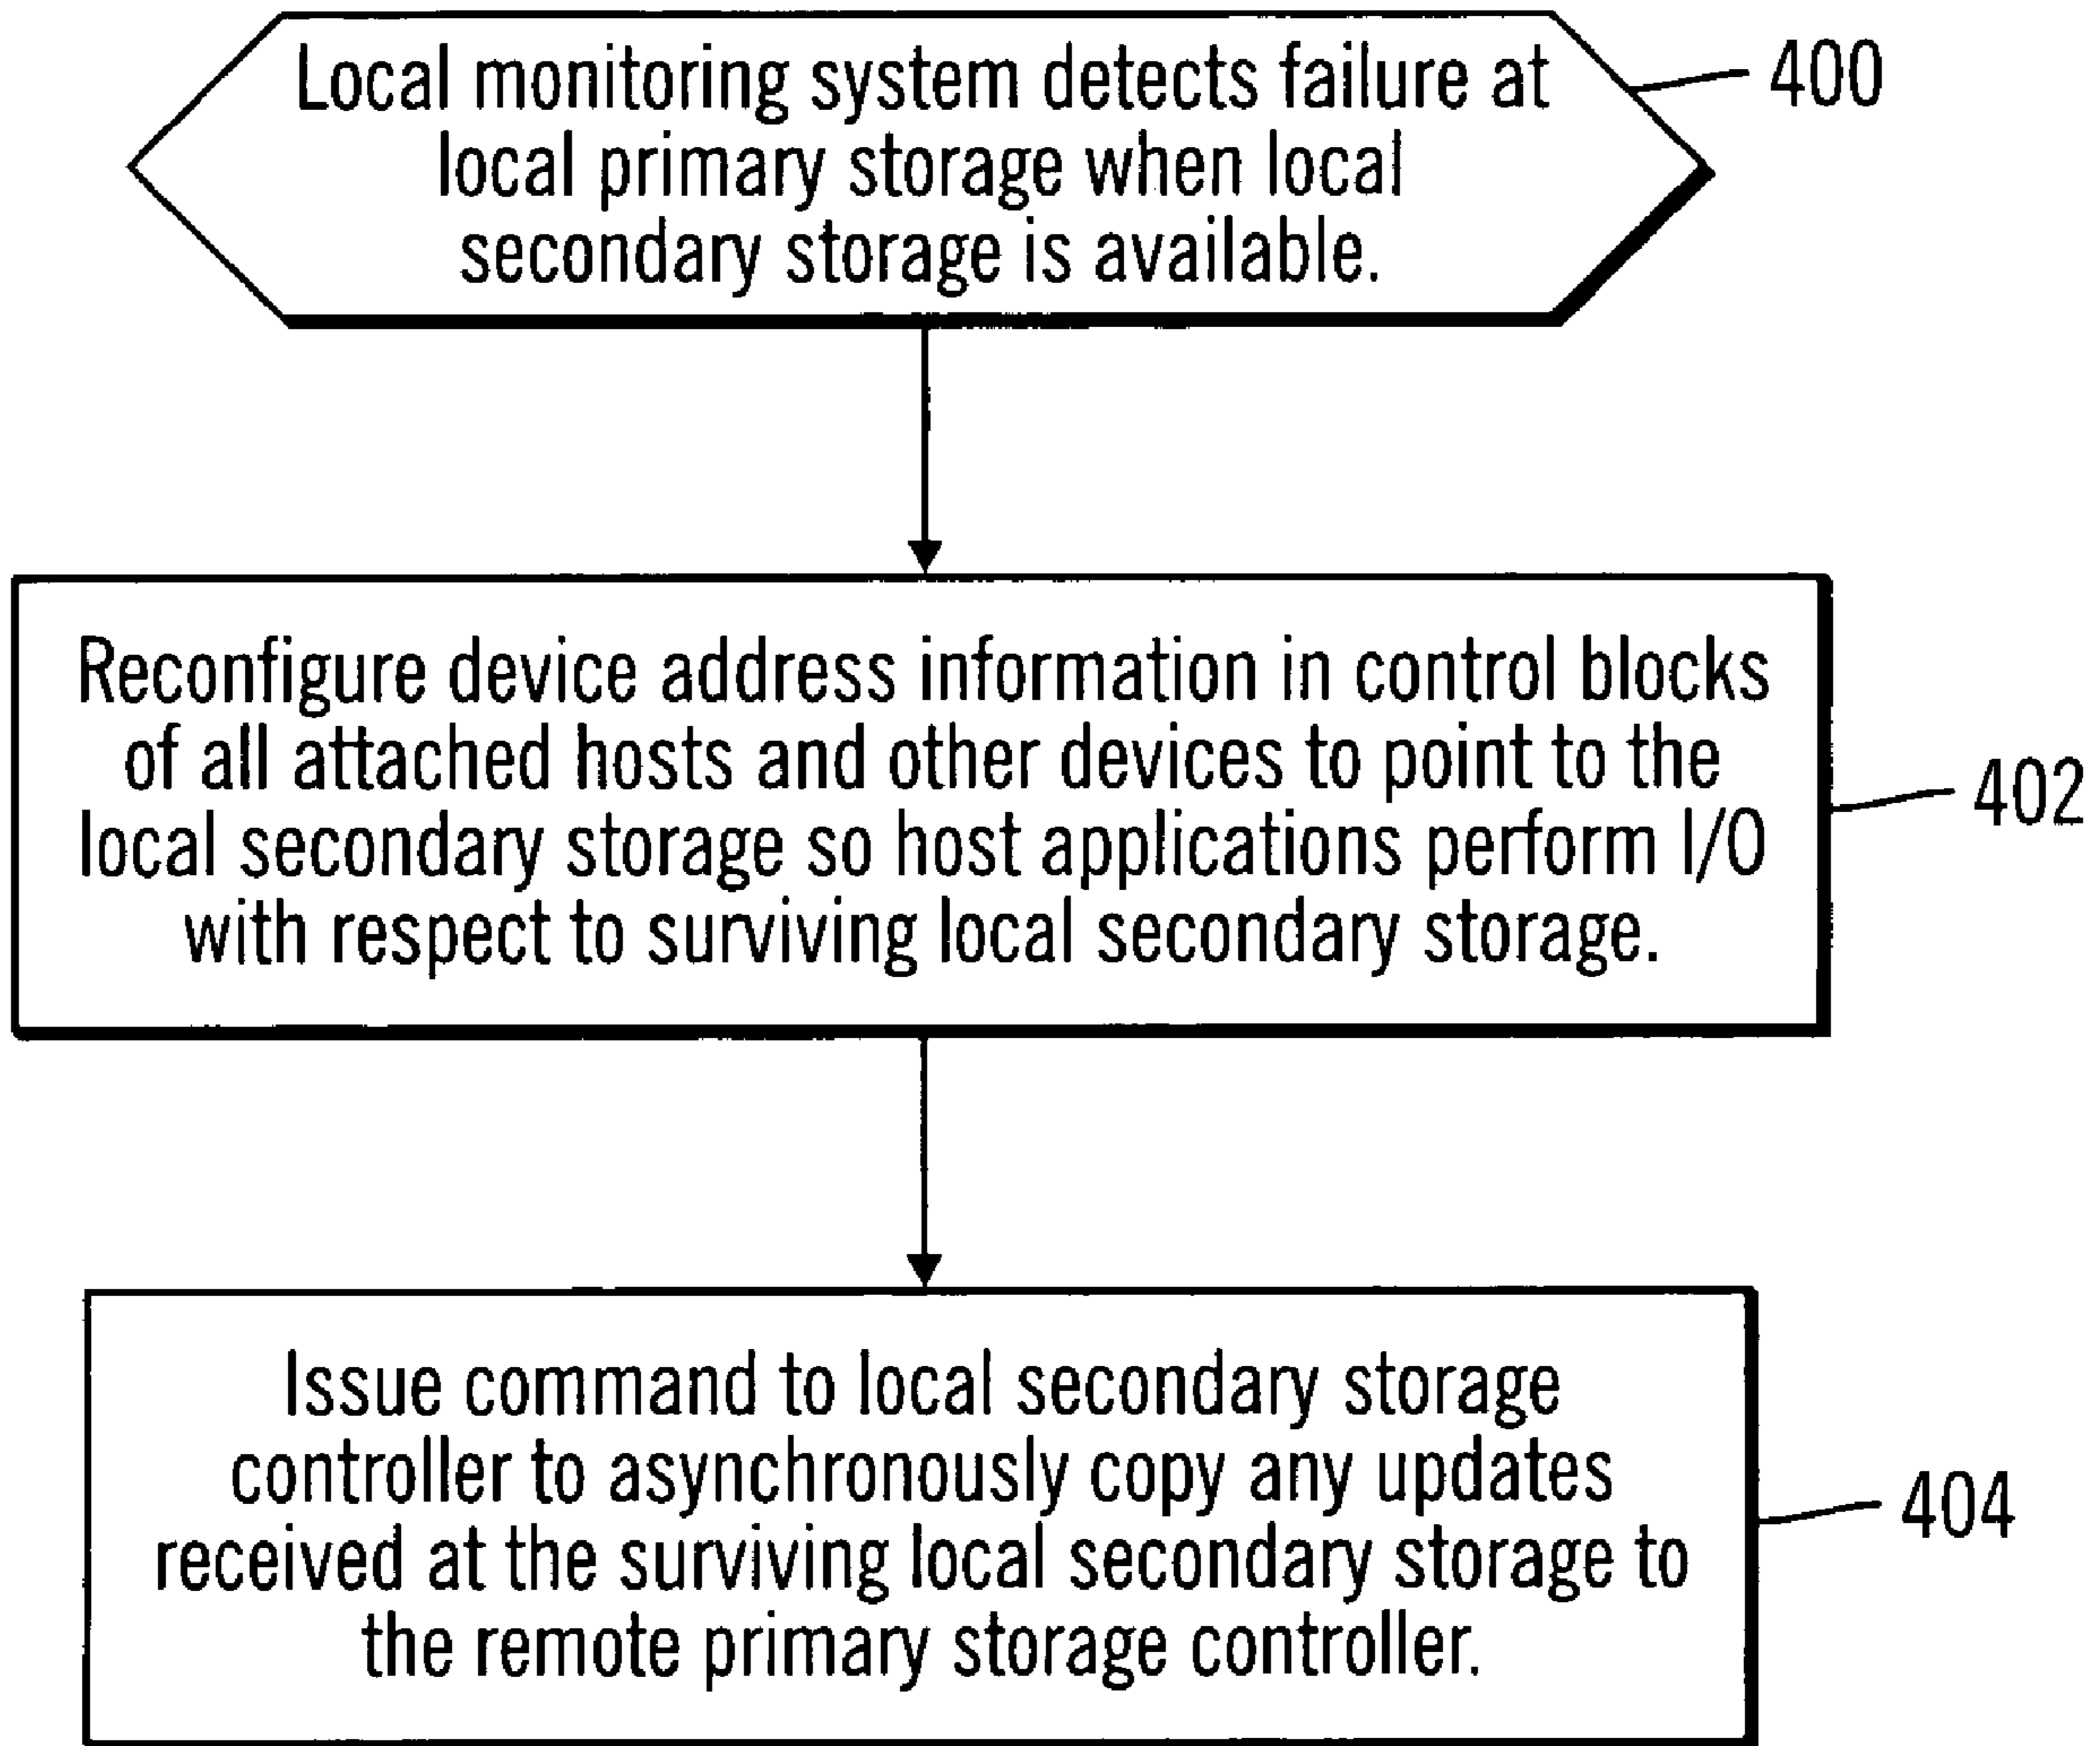 Local monitoring system detects failure at
local primary storage when local
secondary storage is available.
400
Reconfigure device address information in control blocks
of all attached hosts and other devices to point to the
local secondary storage so host applications perform I/O
with respect to surviving local secondary storage.
402
Issue command to local secondary storage
controller to asynchronously copy any updates
received at the surviving local secondary storage to
the remote primary storage controller.
404